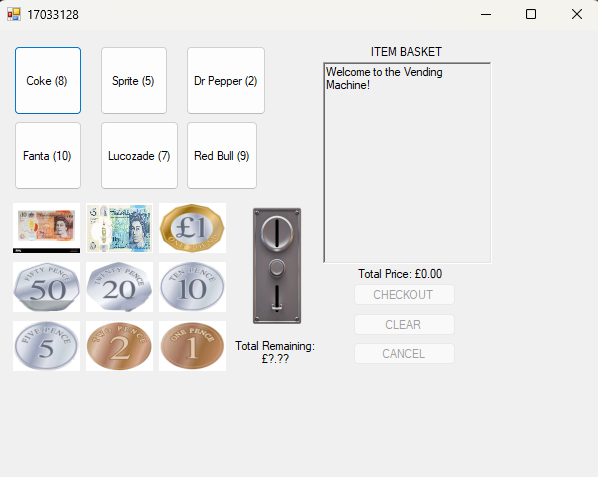 17033128
Coke (8)
Sprite (5)
Dr Pepper (2)
Fanta (10)
Lucozade (7)
Red Bull (9)
ITEM BASKET
Welcome to the Vending
Machine!
£1
FIFTY PENCE
50
TWENTY PENCE
20
TEN PENCE
10
FIVE PENCE
5
2
ONE PENCE
1
Total Remaining:
£?.??
Total Price: £0.00
CHECKOUT
CLEAR
CANCEL